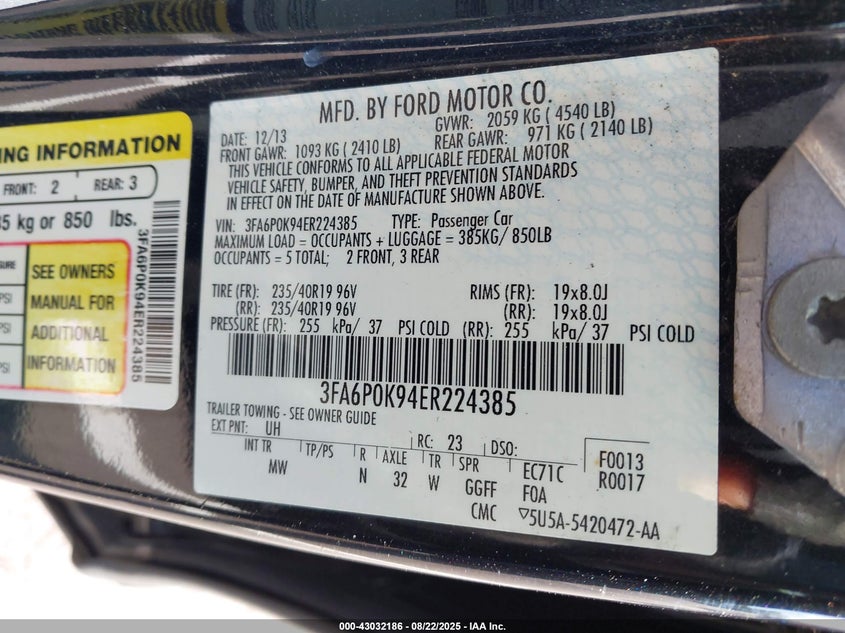 MFD. BY FORD MOTOR CO.
DATE: 12/13 GVWR: 2059 KG ( 4540 LB)
FRONT GAWR: 1093 KG ( 2410 LB) REAR GAWR: 971 KG ( 2140 LB)
THIS VEHICLE CONFORMS TO ALL APPLICABLE FEDERAL MOTOR
VEHICLE SAFETY, BUMPER, AND THEFT PREVENTION STANDARDS
IN EFFECT ON THE DATE OF MANUFACTURE SHOWN ABOVE.
VIN: 3FA6P0K94ER224385 TYPE: Passenger Car
MAXIMUM LOAD = OCCUPANTS + LUGGAGE = 385KG/ 850LB
OCCUPANTS = 5 TOTAL; 2 FRONT, 3 REAR
TIRE (FR): 235/40R19 96V RIMS (FR): 19x8.0J
(RR): 235/40R19 96V (RR): 19x8.0J
PRESSURE (FR): 255 kPa/ 37 PSI COLD (RR): 255 kPa/ 37 PSI COLD
3FA6P0K94ER224385
TRAILER TOWING - SEE OWNER GUIDE
EXT PNT: UH RC: 23 DSO: F0013
R0017
INT TR TP/PS R AXLE TR SPR EC71C
MW N 32 W GGFF F0A
CMC ▽5U5A-5420472-AA
ING INFORMATION
FRONT: 2 REAR: 3
85 kg or 850 lbs.
SURE
SEE OWNERS
PSI MANUAL FOR
PSI ADDITIONAL
PSI INFORMATION
3FA6P0K94ER224385
000-43032186 - 08/22/2025 - IAA Inc.